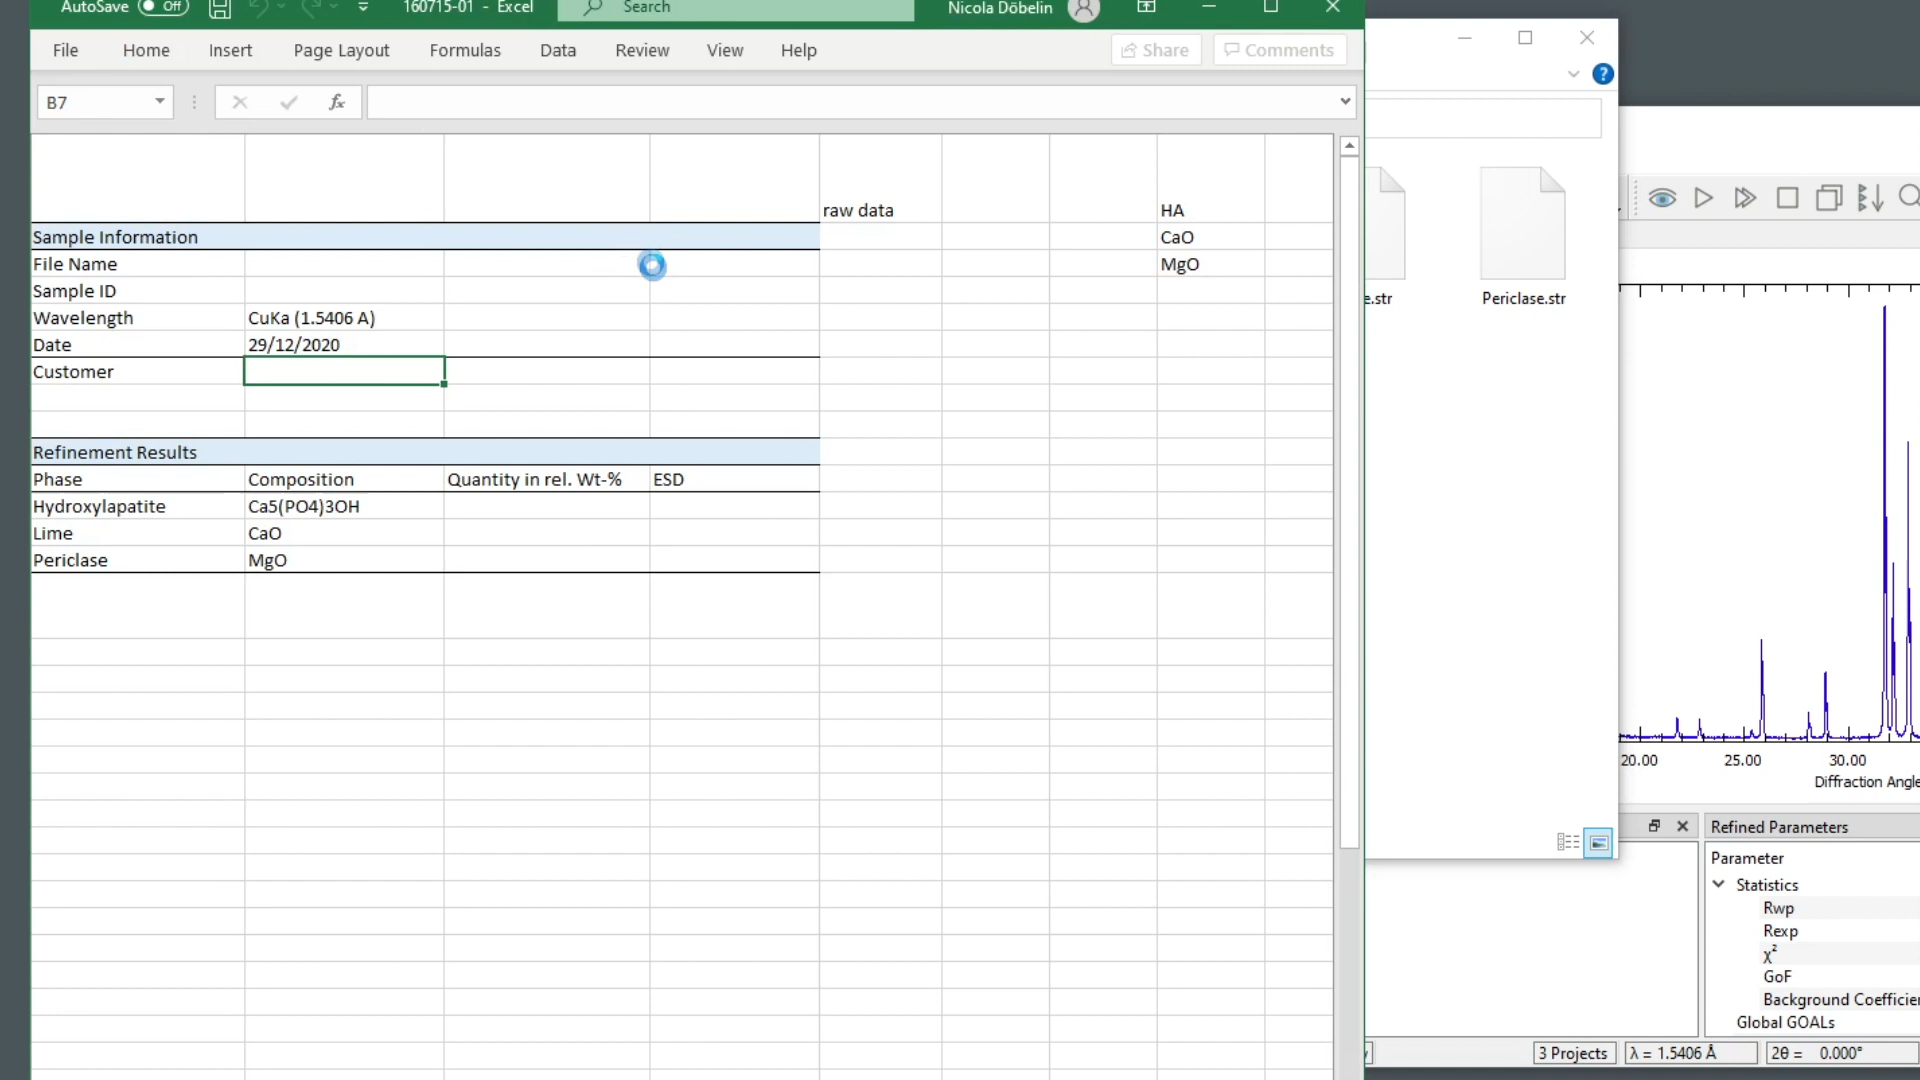 AutoSave Off 160715-01 - Excel Search Nicola Döbelin
File Home Insert Page Layout Formulas Data Review View Help Share Comments
B7 fx
raw data HA
Sample Information CaO
File Name MgO
Sample ID
Wavelength CuKa (1.5406 A)
Date 29/12/2020
Customer
Refinement Results
Phase Composition Quantity in rel. Wt-% ESD
Hydroxylapatite Ca5(PO4)3OH
Lime CaO
Periclase MgO
?
e.str Periclase.str
20.00 25.00 30.00
Diffraction Angle
Refined Parameters
Parameter
Statistics
Rwp
Rexp
χ²
GoF
Background Coefficien
Global GOALs
3 Projects λ = 1.5406 Å 2θ = 0.000°